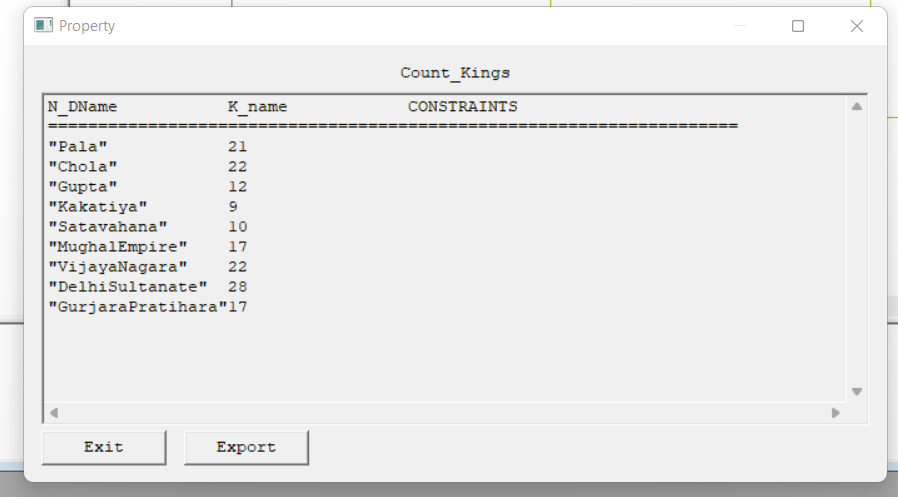 Property
Count_Kings
N_DName K_name CONSTRAINTS
=====================================================================
"Pala" 21
"Chola" 22
"Gupta" 12
"Kakatiya" 9
"Satavahana" 10
"MughalEmpire" 17
"VijayaNagara" 22
"DelhiSultanate" 28
"GurjaraPratihara"17
Exit Export